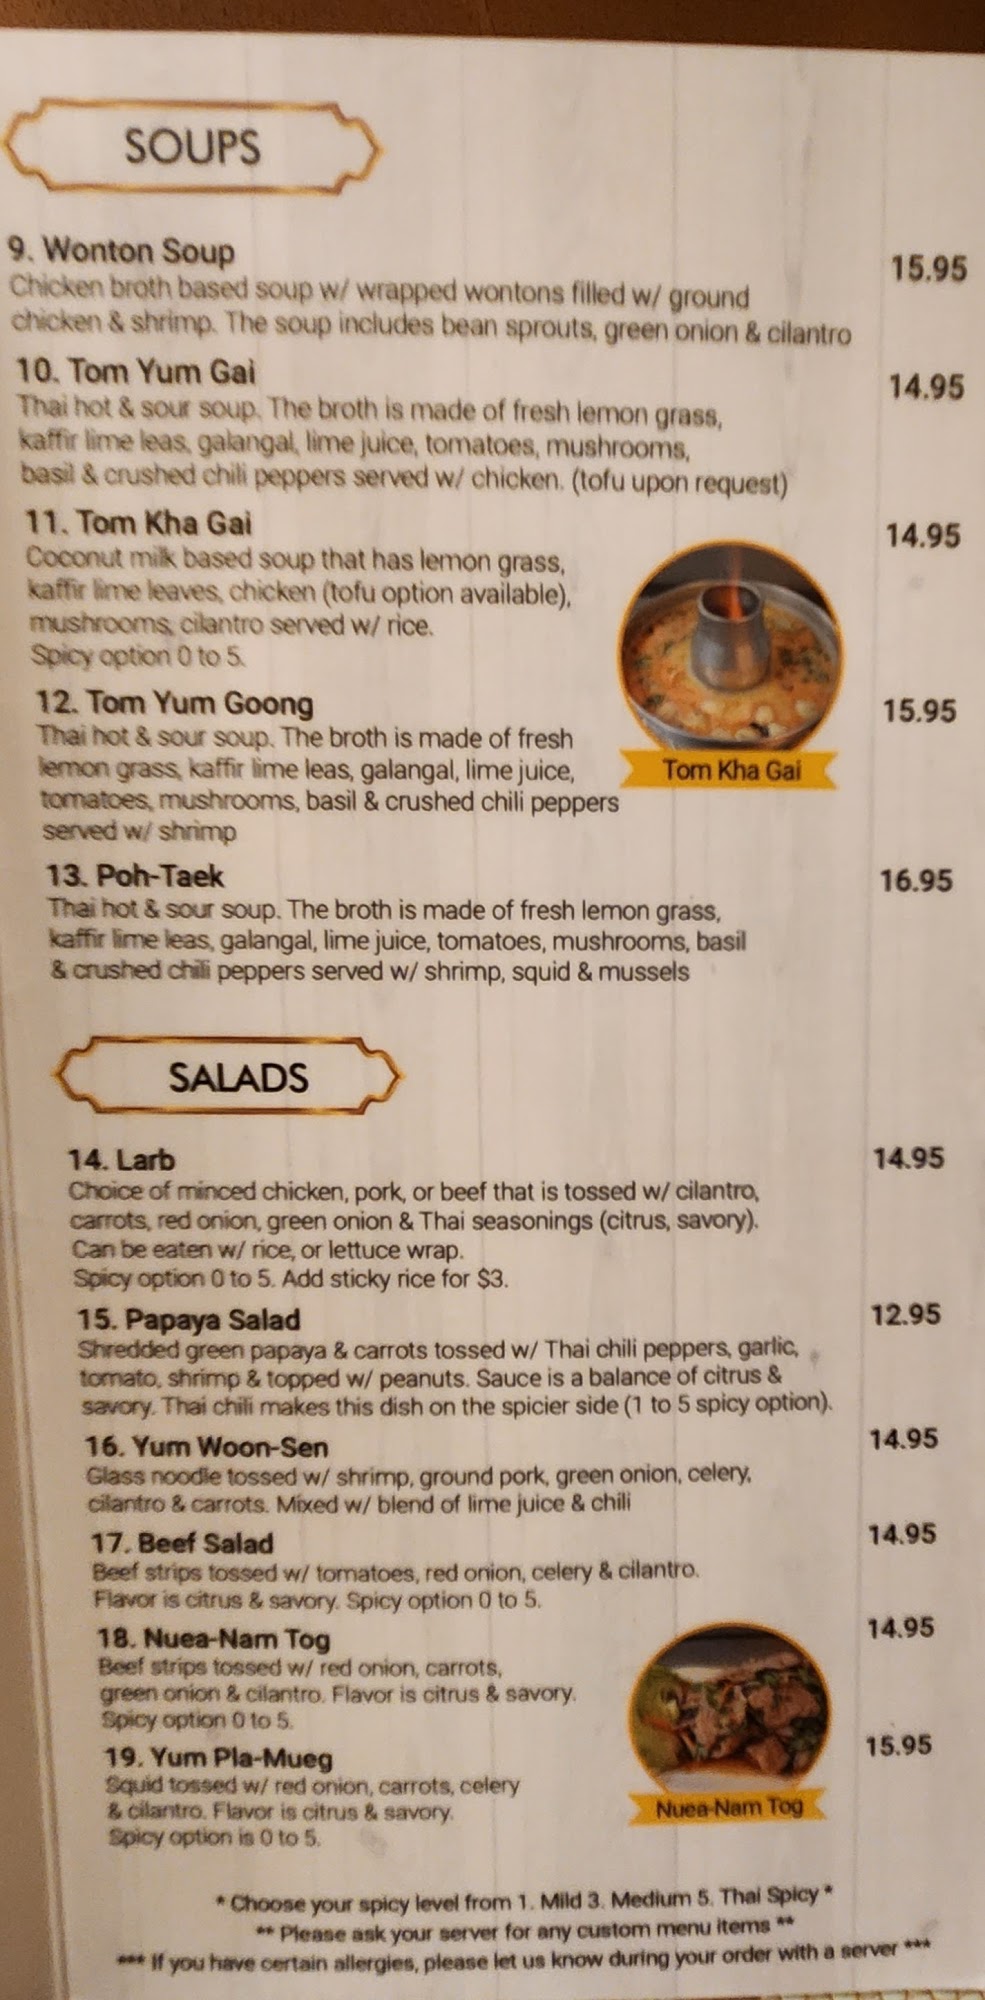 SOUPS
9. Wonton Soup 15.95
Chicken broth based soup w/ wrapped wontons filled w/ ground
chicken & shrimp. The soup includes bean sprouts, green onion & cilantro
10. Tom Yum Gai 14.95
Thai hot & sour soup. The broth is made of fresh lemon grass,
kaffir lime leas, galangal, lime juice, tomatoes, mushrooms,
basil & crushed chili peppers served w/ chicken. (tofu upon request)
11. Tom Kha Gai 14.95
Coconut milk based soup that has lemon grass,
kaffir lime leaves, chicken (tofu option available),
mushrooms, cilantro served w/ rice.
Spicy option 0 to 5.
12. Tom Yum Goong 15.95
Thai hot & sour soup. The broth is made of fresh
lemon grass, kaffir lime leas, galangal, lime juice,
tomatoes, mushrooms, basil & crushed chili peppers
served w/ shrimp
Tom Kha Gai
13. Poh-Taek 16.95
Thai hot & sour soup. The broth is made of fresh lemon grass,
kaffir lime leas, galangal, lime juice, tomatoes, mushrooms, basil
& crushed chili peppers served w/ shrimp, squid & mussels
SALADS
14. Larb 14.95
Choice of minced chicken, pork, or beef that is tossed w/ cilantro,
carrots, red onion, green onion & Thai seasonings (citrus, savory).
Can be eaten w/ rice, or lettuce wrap.
Spicy option 0 to 5. Add sticky rice for $3.
15. Papaya Salad 12.95
Shredded green papaya & carrots tossed w/ Thai chili peppers, garlic,
tomato, shrimp & topped w/ peanuts. Sauce is a balance of citrus &
savory. Thai chili makes this dish on the spicier side (1 to 5 spicy option).
16. Yum Woon-Sen 14.95
Glass noodle tossed w/ shrimp, ground pork, green onion, celery,
cilantro & carrots. Mixed w/ blend of lime juice & chili
17. Beef Salad 14.95
Beef strips tossed w/ tomatoes, red onion, celery & cilantro.
Flavor is citrus & savory. Spicy option 0 to 5.
18. Nuea-Nam Tog 14.95
Beef strips tossed w/ red onion, carrots,
green onion & cilantro. Flavor is citrus & savory.
Spicy option 0 to 5.
19. Yum Pla-Mueg 15.95
Squid tossed w/ red onion, carrots, celery
& cilantro. Flavor is citrus & savory.
Spicy option is 0 to 5.
Nuea-Nam Tog
* Choose your spicy level from 1. Mild 3. Medium 5. Thai Spicy *
** Please ask your server for any custom menu items **
*** If you have certain allergies, please let us know during your order with a server ***